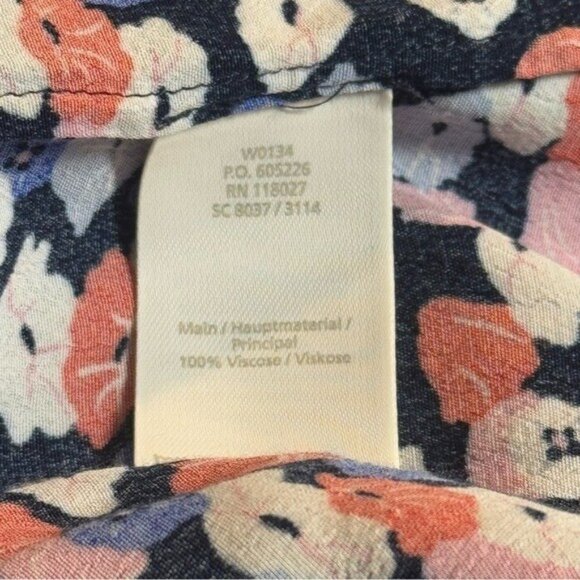 W0134
P.O. 605226
RN 118027
SC 8037 / 3114
Main / Hauptmaterial /
Principal
100% Viscose / Viskose